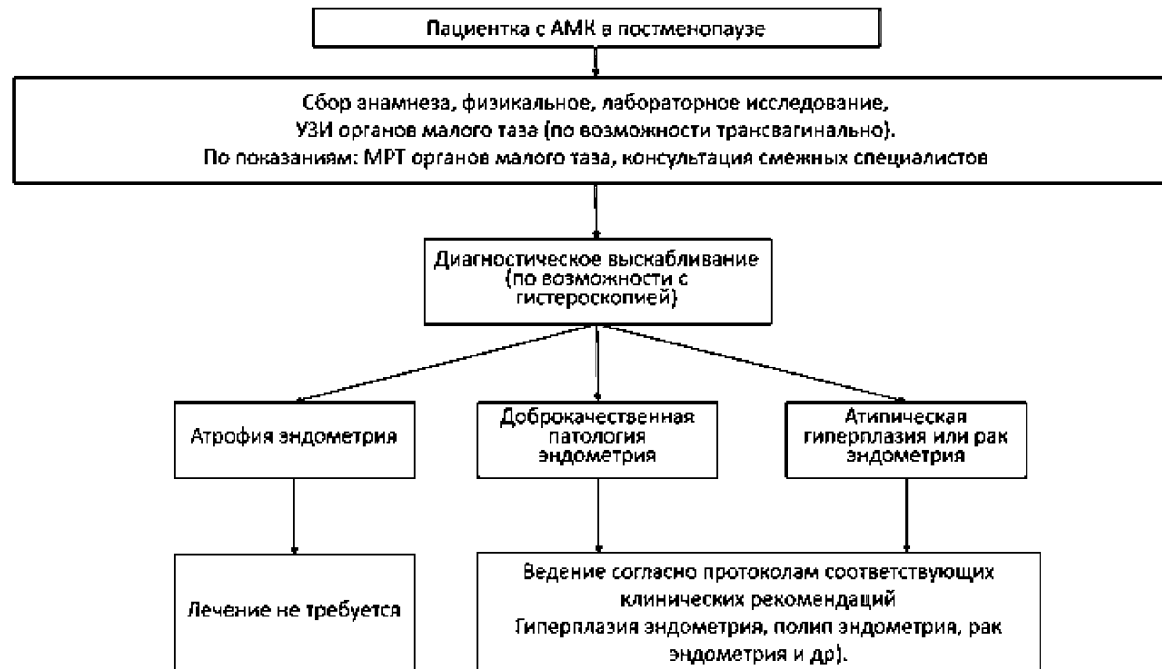 Пациентка с АМК в постменопаузе
Сбор анамнеза, физикальное, лабораторное исследование,
УЗИ органов малого таза (по возможности трансвагинально).
По показаниям: МРТ органов малого таза, консультация смежных специалистов
Диагностическое выскабливание
(по возможности с
гистероскопией)
Атрофия эндометрия
Доброкачественная
патология
эндометрия
Атипическая
гиперплазия или рак
эндометрия
Лечение не требуется
Ведение согласно протоколам соответствующих
клинических рекомендаций
Гиперплазия эндометрия, полип эндометрия, рак
эндометрия и др).